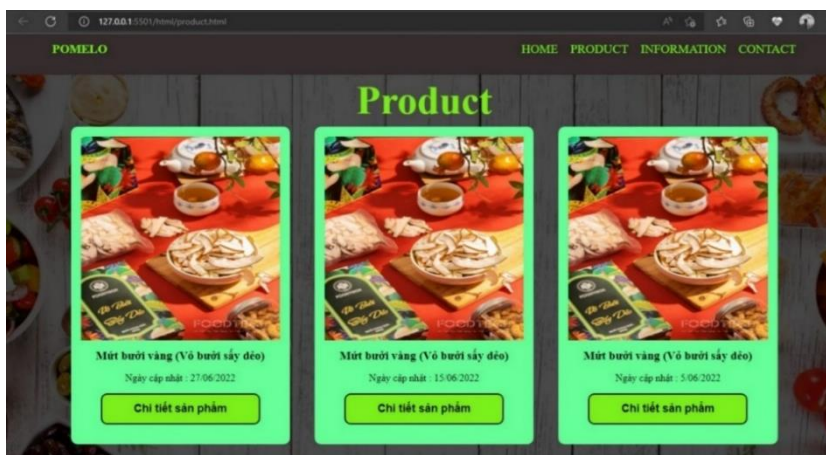 127.0.0.1:5501/html/product.html
POMELO
HOME PRODUCT INFORMATION CONTACT
Product
Mứt bưởi vàng (Vỏ bưởi sấy dẻo)
Ngày cập nhật : 27/06/2022
Chi tiết sản phẩm
Mứt bưởi vàng (Vỏ bưởi sấy dẻo)
Ngày cập nhật : 15/06/2022
Chi tiết sản phẩm
Mứt bưởi vàng (Vỏ bưởi sấy dẻo)
Ngày cập nhật : 5/06/2022
Chi tiết sản phẩm